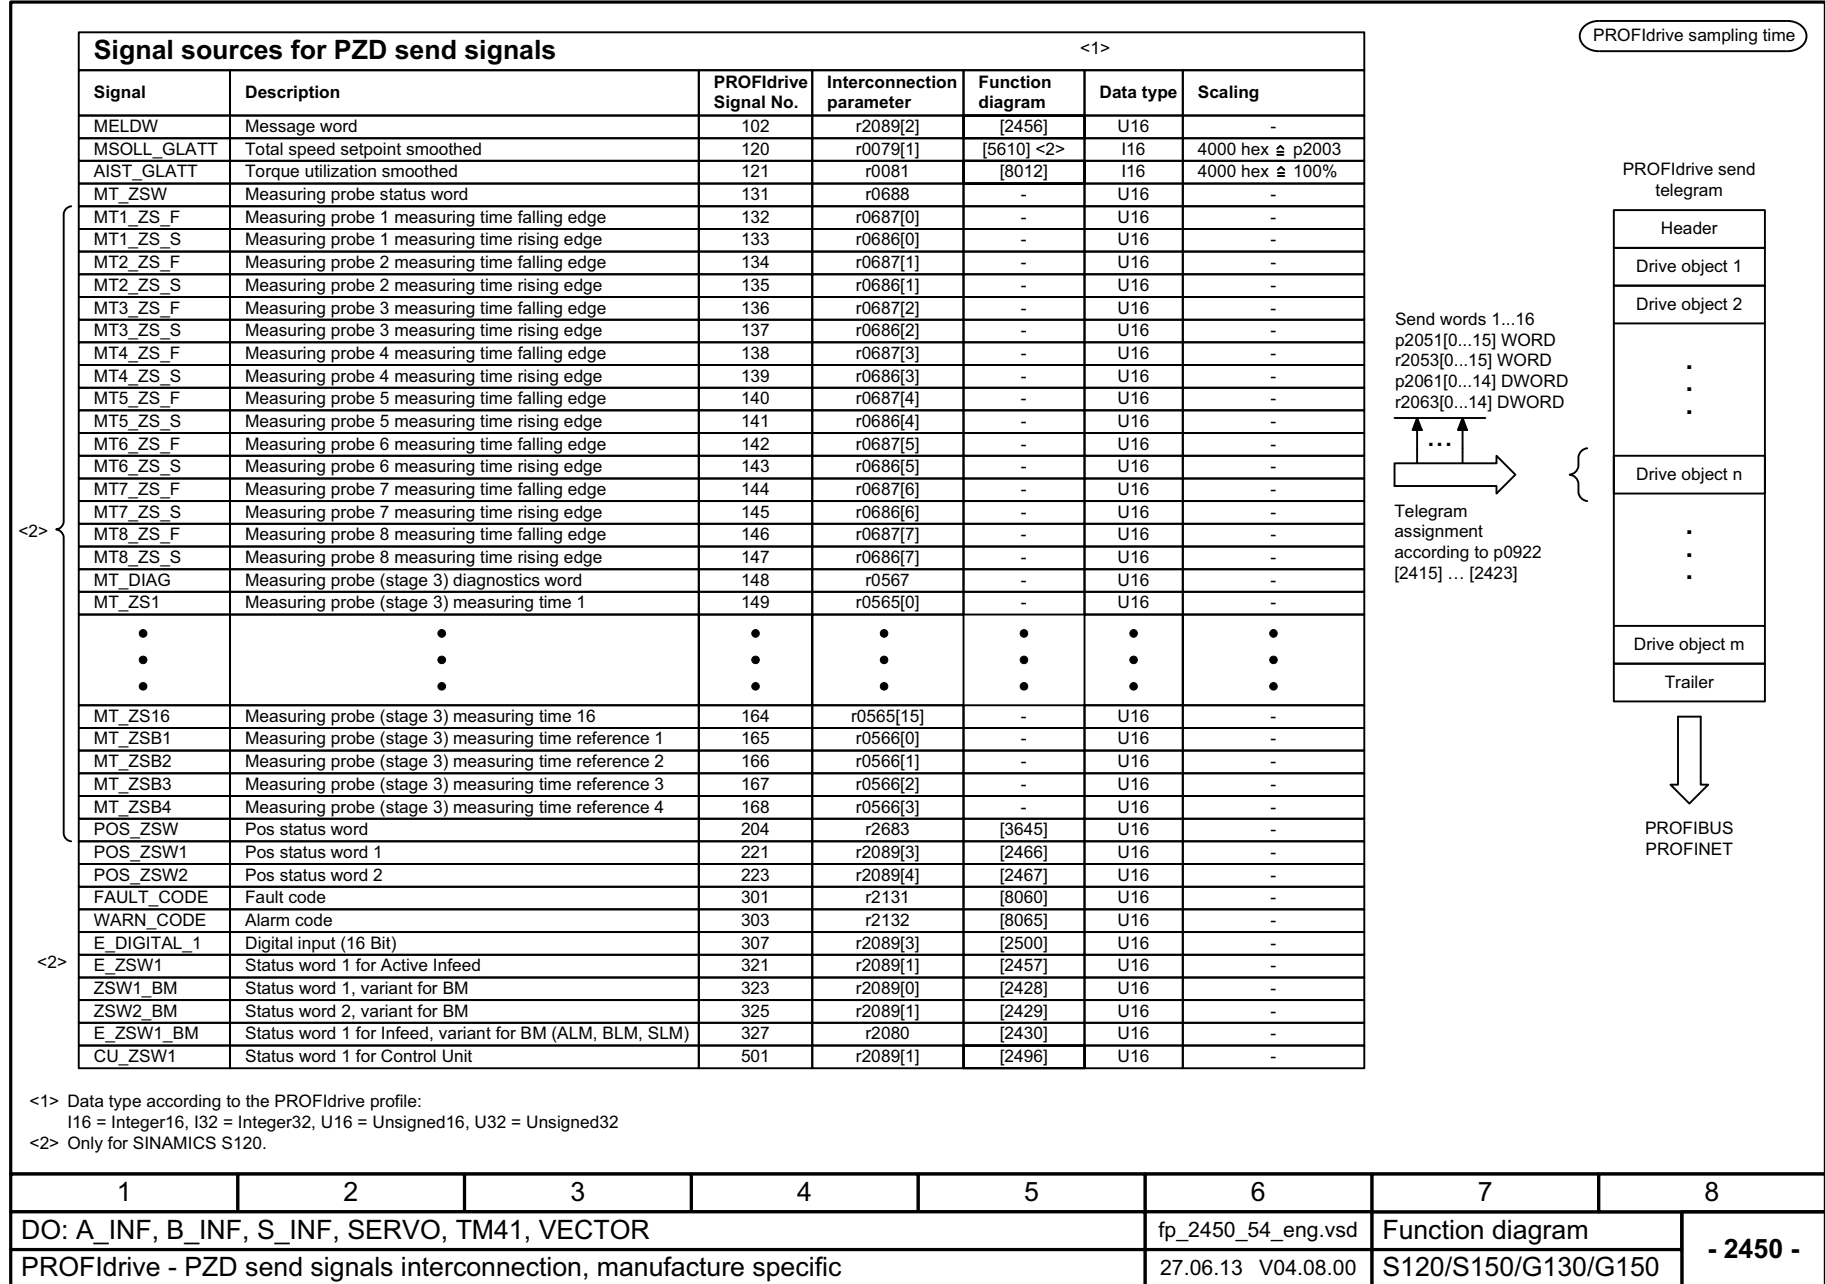 PROFIdrive sampling time
Signal sources for PZD send signals <1>
Signal Description PROFIdrive Signal No. Interconnection parameter Function diagram Data type Scaling
MELDW Message word 102 r2089[2] [2456] U16 -
MSOLL_GLATT Total speed setpoint smoothed 120 r0079[1] [5610] <2> I16 4000 hex ≙ p2003
AIST_GLATT Torque utilization smoothed 121 r0081 [8012] I16 4000 hex ≙ 100%
MT_ZSW Measuring probe status word 131 r0688 - U16 -
MT1_ZS_F Measuring probe 1 measuring time falling edge 132 r0687[0] - U16 -
MT1_ZS_S Measuring probe 1 measuring time rising edge 133 r0686[0] - U16 -
MT2_ZS_F Measuring probe 2 measuring time falling edge 134 r0687[1] - U16 -
MT2_ZS_S Measuring probe 2 measuring time rising edge 135 r0686[1] - U16 -
MT3_ZS_F Measuring probe 3 measuring time falling edge 136 r0687[2] - U16 -
MT3_ZS_S Measuring probe 3 measuring time rising edge 137 r0686[2] - U16 -
MT4_ZS_F Measuring probe 4 measuring time falling edge 138 r0687[3] - U16 -
MT4_ZS_S Measuring probe 4 measuring time rising edge 139 r0686[3] - U16 -
MT5_ZS_F Measuring probe 5 measuring time falling edge 140 r0687[4] - U16 -
MT5_ZS_S Measuring probe 5 measuring time rising edge 141 r0686[4] - U16 -
MT6_ZS_F Measuring probe 6 measuring time falling edge 142 r0687[5] - U16 -
MT6_ZS_S Measuring probe 6 measuring time rising edge 143 r0686[5] - U16 -
MT7_ZS_F Measuring probe 7 measuring time falling edge 144 r0687[6] - U16 -
MT7_ZS_S Measuring probe 7 measuring time rising edge 145 r0686[6] - U16 -
<2>
MT8_ZS_F Measuring probe 8 measuring time falling edge 146 r0687[7] - U16 -
MT8_ZS_S Measuring probe 8 measuring time rising edge 147 r0686[7] - U16 -
MT_DIAG Measuring probe (stage 3) diagnostics word 148 r0567 - U16 -
MT_ZS1 Measuring probe (stage 3) measuring time 1 149 r0565[0] - U16 -
• • • • • • •
• • • • • • •
• • • • • • •
MT_ZS16 Measuring probe (stage 3) measuring time 16 164 r0565[15] - U16 -
MT_ZSB1 Measuring probe (stage 3) measuring time reference 1 165 r0566[0] - U16 -
MT_ZSB2 Measuring probe (stage 3) measuring time reference 2 166 r0566[1] - U16 -
MT_ZSB3 Measuring probe (stage 3) measuring time reference 3 167 r0566[2] - U16 -
MT_ZSB4 Measuring probe (stage 3) measuring time reference 4 168 r0566[3] - U16 -
POS_ZSW Pos status word 204 r2683 [3645] U16 -
POS_ZSW1 Pos status word 1 221 r2089[3] [2466] U16 -
POS_ZSW2 Pos status word 2 223 r2089[4] [2467] U16 -
FAULT_CODE Fault code 301 r2131 [8060] U16 -
WARN_CODE Alarm code 303 r2132 [8065] U16 -
E_DIGITAL_1 Digital input (16 Bit) 307 r2089[3] [2500] U16 -
<2> E_ZSW1 Status word 1 for Active Infeed 321 r2089[1] [2457] U16 -
ZSW1_BM Status word 1, variant for BM 323 r2089[0] [2428] U16 -
ZSW2_BM Status word 2, variant for BM 325 r2089[1] [2429] U16 -
E_ZSW1_BM Status word 1 for Infeed, variant for BM (ALM, BLM, SLM) 327 r2080 [2430] U16 -
CU_ZSW1 Status word 1 for Control Unit 501 r2089[1] [2496] U16 -
Send words 1...16
p2051[0...15] WORD
r2053[0...15] WORD
p2061[0...14] DWORD
r2063[0...14] DWORD
...
Telegram
assignment
according to p0922
[2415] … [2423]
PROFIdrive send
telegram
Header
Drive object 1
Drive object 2
.
.
.
Drive object n
.
.
.
Drive object m
Trailer
PROFIBUS
PROFINET
<1> Data type according to the PROFIdrive profile:
I16 = Integer16, I32 = Integer32, U16 = Unsigned16, U32 = Unsigned32
<2> Only for SINAMICS S120.
1 2 3 4 5 6 7 8
DO: A_INF, B_INF, S_INF, SERVO, TM41, VECTOR fp_2450_54_eng.vsd Function diagram
- 2450 -
PROFIdrive - PZD send signals interconnection, manufacture specific 27.06.13 V04.08.00 S120/S150/G130/G150